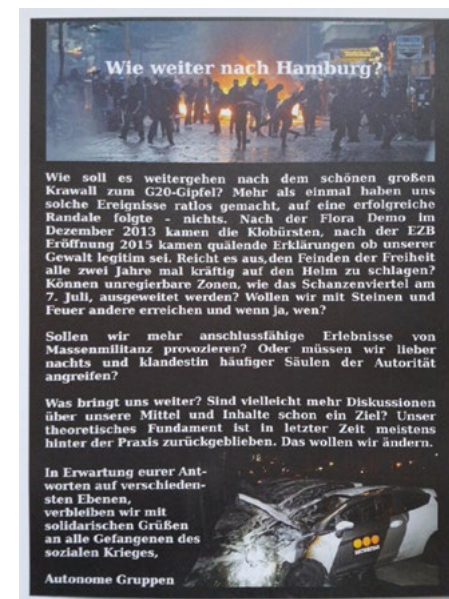 Wie weiter nach Hamburg?
Wie soll es weitergehen nach dem schönen großen
Krawall zum G20-Gipfel? Mehr als einmal haben uns
solche Ereignisse ratlos gemacht, auf eine erfolgreiche
Randale folgte - nichts. Nach der Flora Demo im
Dezember 2013 kamen die Klobürsten, nach der EZB
Eröffnung 2015 kamen quälende Erklärungen ob unserer
Gewalt legitim sei. Reicht es aus,den Feinden der Freiheit
alle zwei Jahre mal kräftig auf den Helm zu schlagen?
Können unregierbare Zonen, wie das Schanzenviertel am
7. Juli, ausgeweitet werden? Wollen wir mit Steinen und
Feuer andere erreichen und wenn ja, wen?
Sollen wir mehr anschlussfähige Erlebnisse von
Massenmilitanz provozieren? Oder müssen wir lieber
nachts und klandestin häufiger Säulen der Autorität
angreifen?
Was bringt uns weiter? Sind vielleicht mehr Diskussionen
über unsere Mittel und Inhalte schon ein Ziel? Unser
theoretisches Fundament ist in letzter Zeit meistens
hinter der Praxis zurückgeblieben. Das wollen wir ändern.
In Erwartung eurer Ant-
worten auf verschieden-
sten Ebenen,
verbleiben wir mit
solidarischen Grüßen
an alle Gefangenen des
sozialen Krieges,
Autonome Gruppen